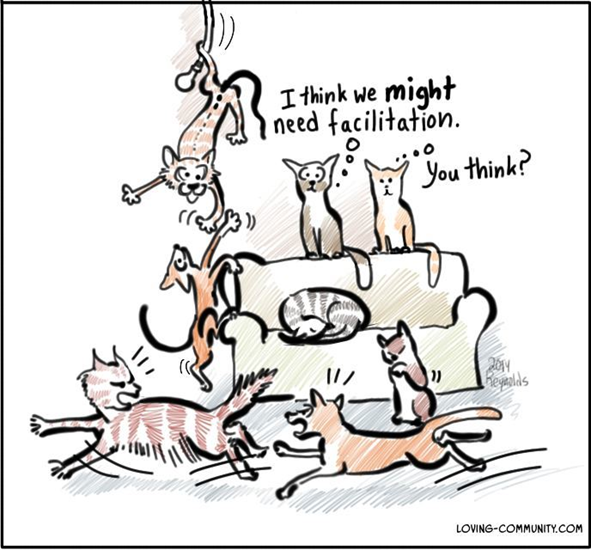 I think we might
need facilitation.
You think?
2014
Reynolds
LOVING-COMMUNITY.COM